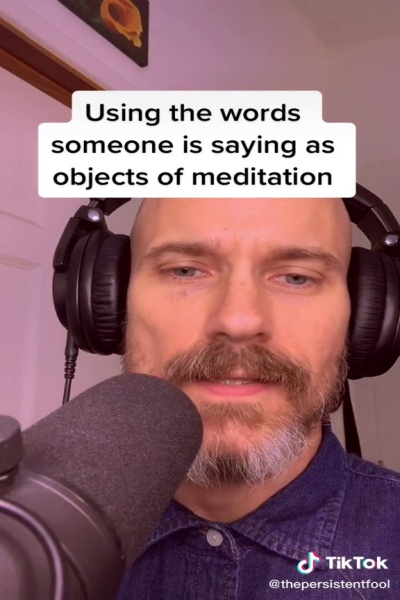 Using the words
someone is saying as
objects of meditation
TikTok
@thepersistentfool